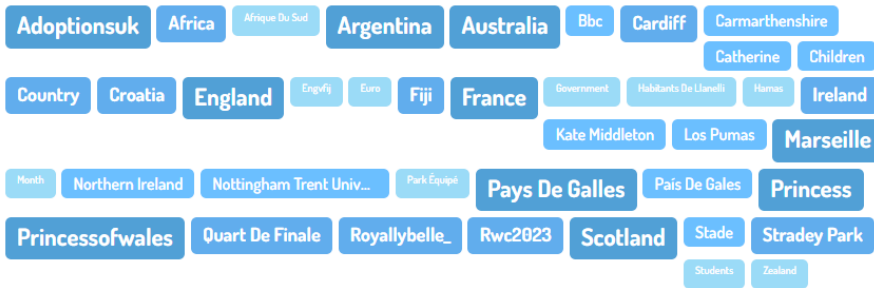 Adoptionsuk Africa Afrique Du Sud Argentina Australia Bbc Cardiff Carmarthenshire
Catherine Children
Country Croatia England Engvfij Euro Fiji France Government Habitants De Llanelli Hamas Ireland
Kate Middleton Los Pumas Marseille
Month Northern Ireland Nottingham Trent Univ... Park Équipé Pays De Galles País De Gales Princess
Princessofwales Quart De Finale Royallybelle_ Rwc2023 Scotland Stade Stradey Park
Students Zealand